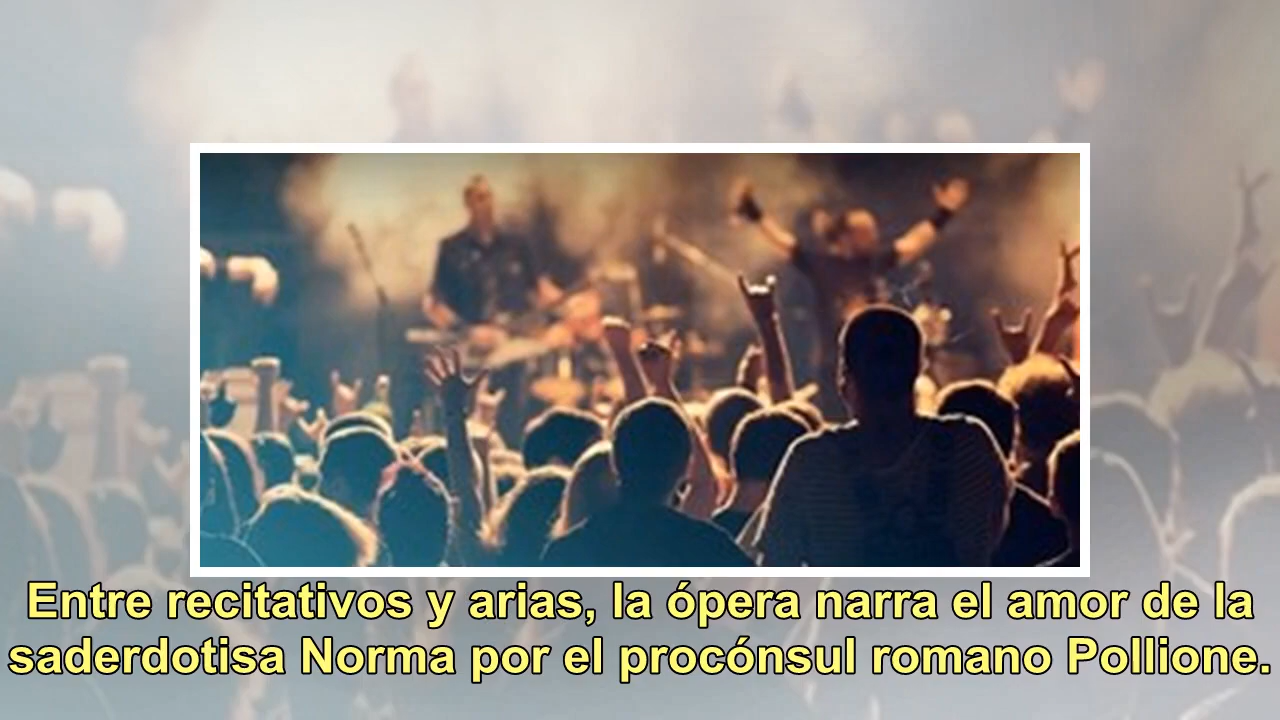 Entre recitativos y arias, la ópera narra el amor de la
saderdotisa Norma por el procónsul romano Pollione.